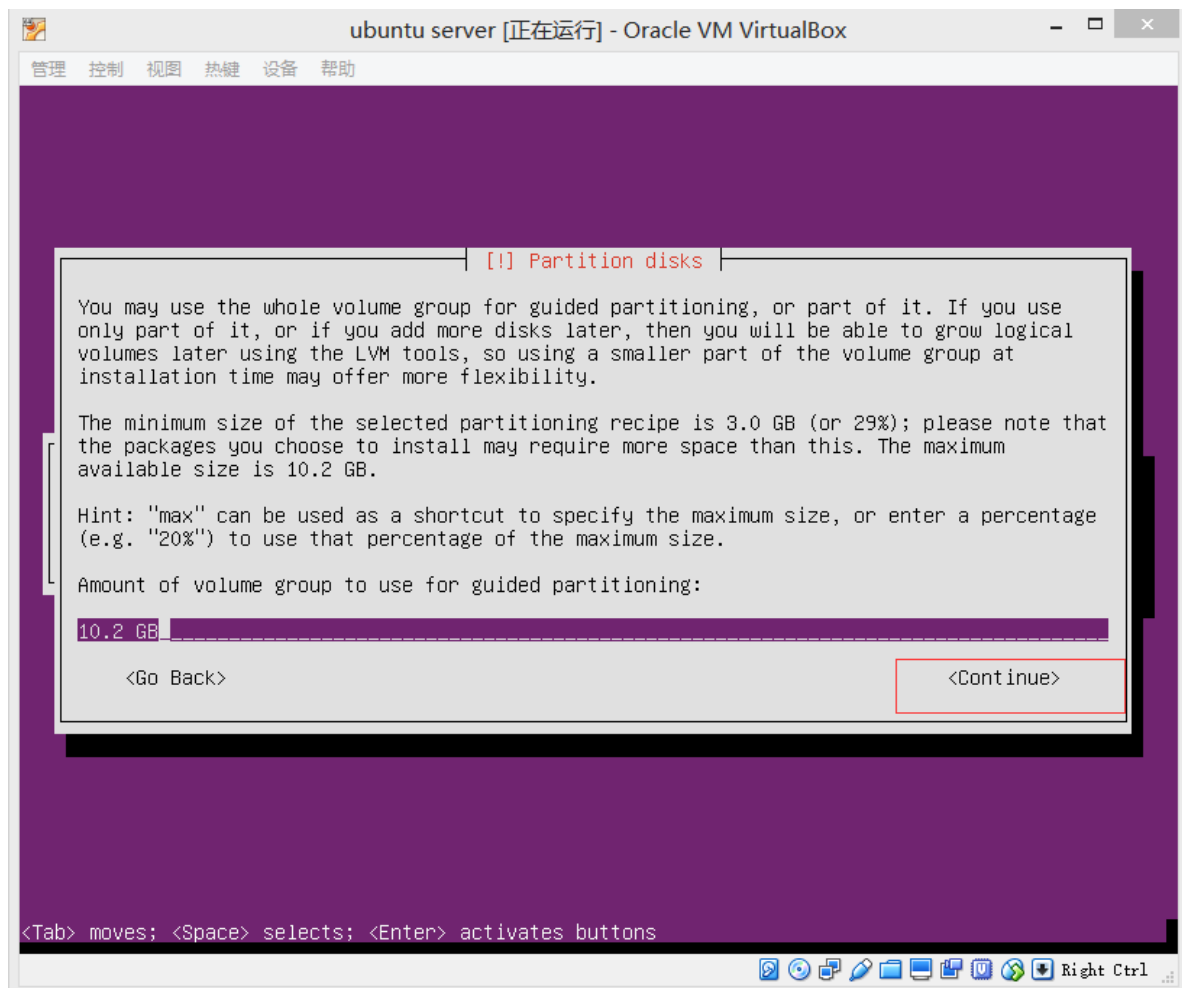 ubuntu server [正在运行] - Oracle VM VirtualBox
管理 控制 视图 热键 设备 帮助
[!] Partition disks
You may use the whole volume group for guided partitioning, or part of it. If you use
only part of it, or if you add more disks later, then you will be able to grow logical
volumes later using the LVM tools, so using a smaller part of the volume group at
installation time may offer more flexibility.
The minimum size of the selected partitioning recipe is 3.0 GB (or 29%); please note that
the packages you choose to install may require more space than this. The maximum
available size is 10.2 GB.
Hint: "max" can be used as a shortcut to specify the maximum size, or enter a percentage
(e.g. "20%") to use that percentage of the maximum size.
Amount of volume group to use for guided partitioning:
10.2 GB
<Go Back> <Continue>
<Tab> moves; <Space> selects; <Enter> activates buttons
Right Ctrl